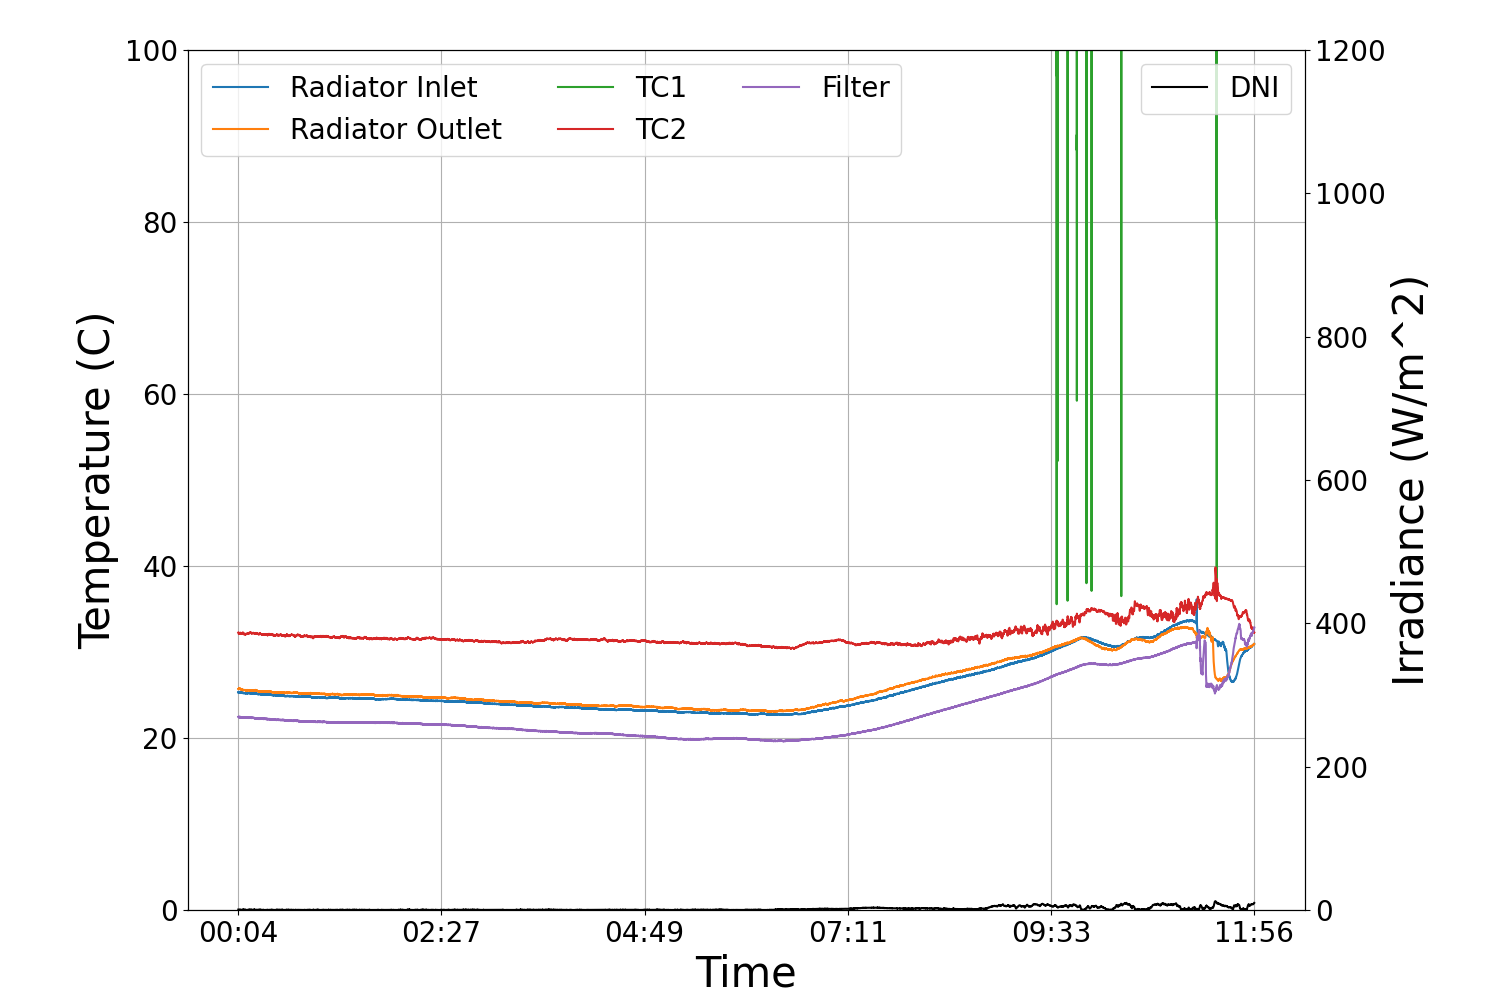 Radiator Inlet
Radiator Outlet
TC1
TC2
Filter
DNI
Temperature (C)
100
80
60
40
20
0
Irradiance (W/m^2)
1200
1000
800
600
400
200
0
00:04 02:27 04:49 07:11 09:33 11:56
Time